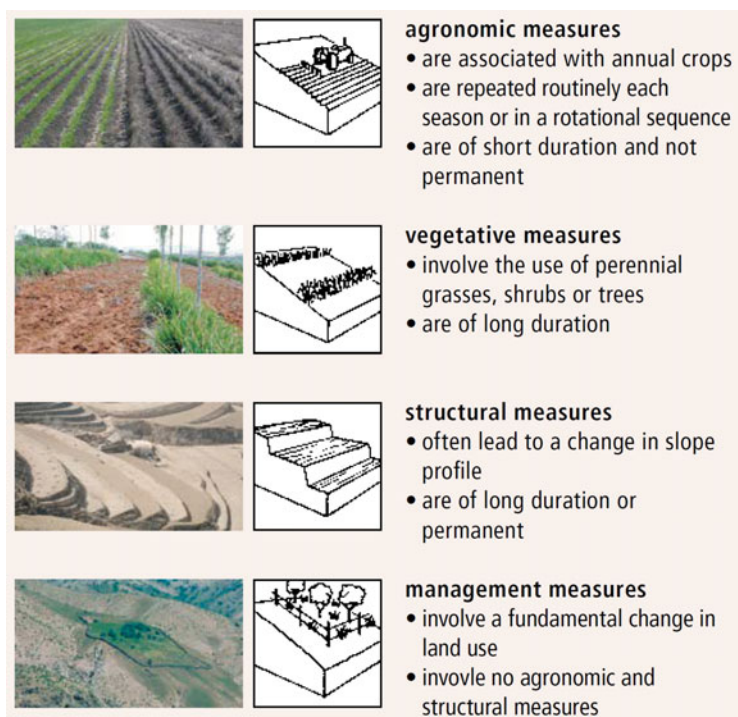 agronomic measures
• are associated with annual crops
• are repeated routinely each
season or in a rotational sequence
• are of short duration and not
permanent
vegetative measures
• involve the use of perennial
grasses, shrubs or trees
• are of long duration
structural measures
• often lead to a change in slope
profile
• are of long duration or
permanent
management measures
• involve a fundamental change in
land use
• invovle no agronomic and
structural measures